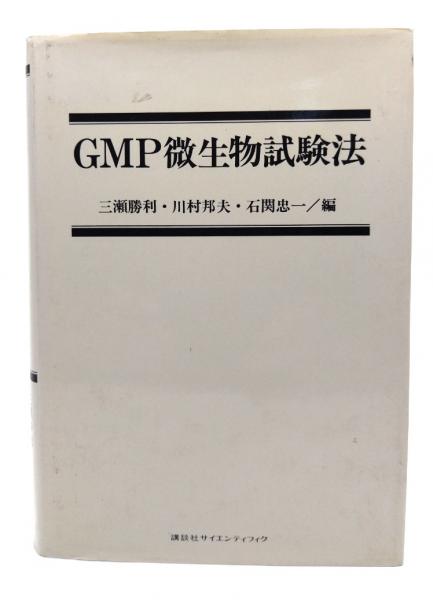 GMP微生物試験法
三瀬勝利・川村邦夫・石関忠一／編
講談社サイエンティフィク